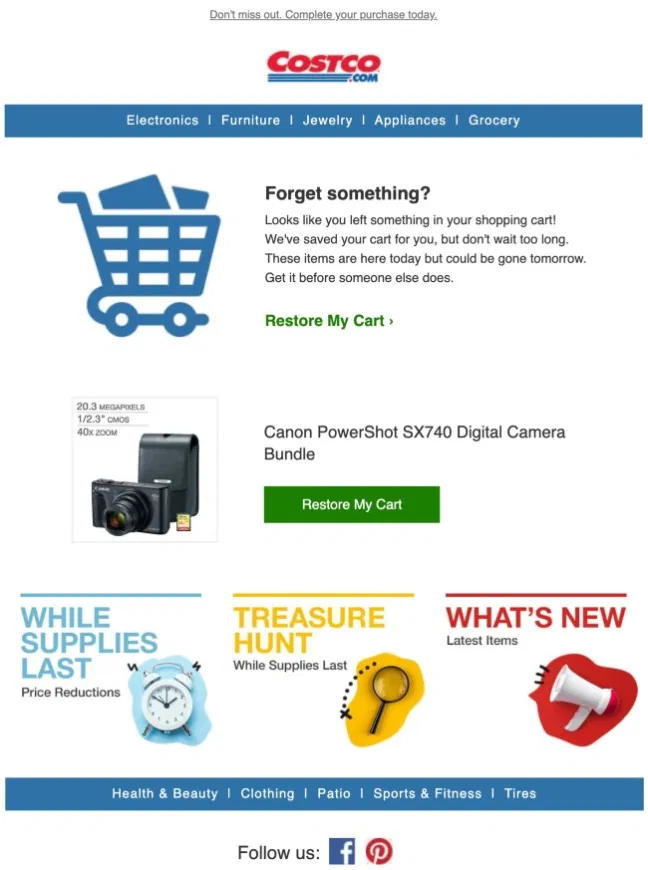 Don't miss out. Complete your purchase today.
COSTCO
.COM
Electronics | Furniture | Jewelry | Appliances | Grocery
Forget something?
Looks like you left something in your shopping cart!
We've saved your cart for you, but don't wait too long.
These items are here today but could be gone tomorrow.
Get it before someone else does.
Restore My Cart ›
20.3 MEGAPIXELS
1/2.3" CMOS
40x ZOOM
Canon
Canon PowerShot SX740 Digital Camera
Bundle
Restore My Cart
WHILE
SUPPLIES
LAST
Price Reductions
TREASURE
HUNT
While Supplies Last
WHAT'S NEW
Latest Items
Health & Beauty | Clothing | Patio | Sports & Fitness | Tires
Follow us: